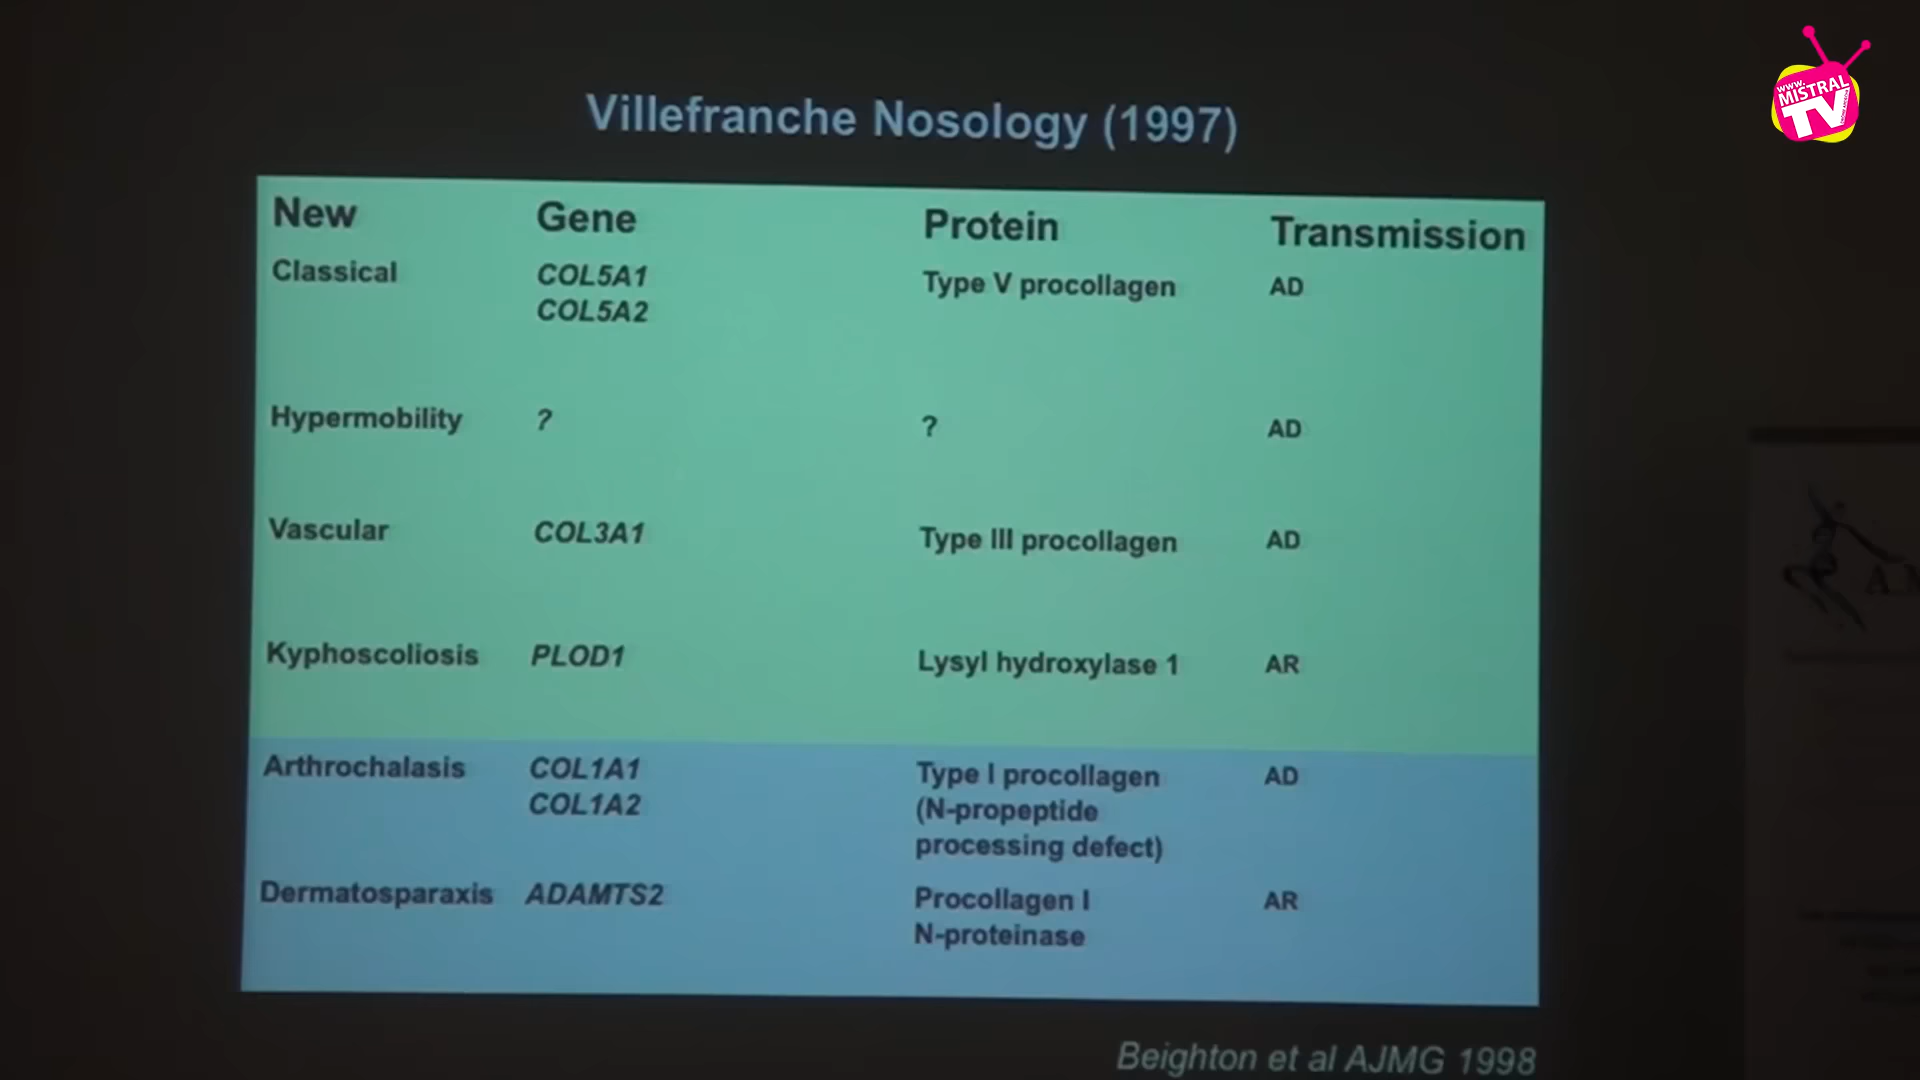 www.
MISTRAL
TV
Villefranche Nosology (1997)
New Gene Protein Transmission
Classical COL5A1 Type V procollagen AD
COL5A2
Hypermobility ? ? AD
Vascular COL3A1 Type III procollagen AD
Kyphoscoliosis PLOD1 Lysyl hydroxylase 1 AR
Arthrochalasis COL1A1 Type I procollagen AD
COL1A2 (N-propeptide
processing defect)
Dermatosparaxis ADAMTS2 Procollagen I AR
N-proteinase
Beighton et al AJMG 1998